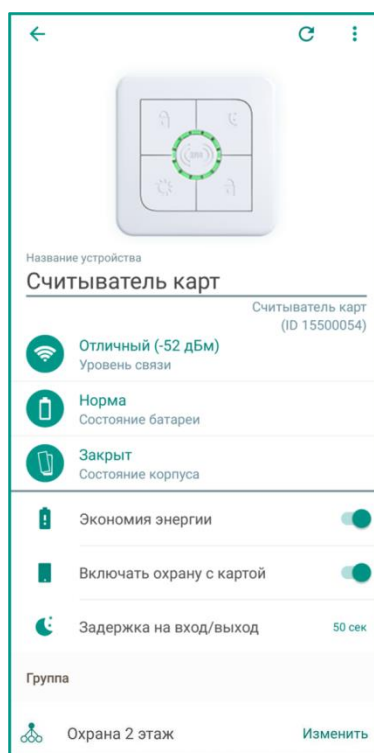 Название устройства
Считыватель карт
Считыватель карт
(ID 15500054)
Отличный (-52 дБм)
Уровень связи
Норма
Состояние батареи
Закрыт
Состояние корпуса
Экономия энергии
Включать охрану с картой
Задержка на вход/выход 50 сек
Группа
Охрана 2 этаж Изменить